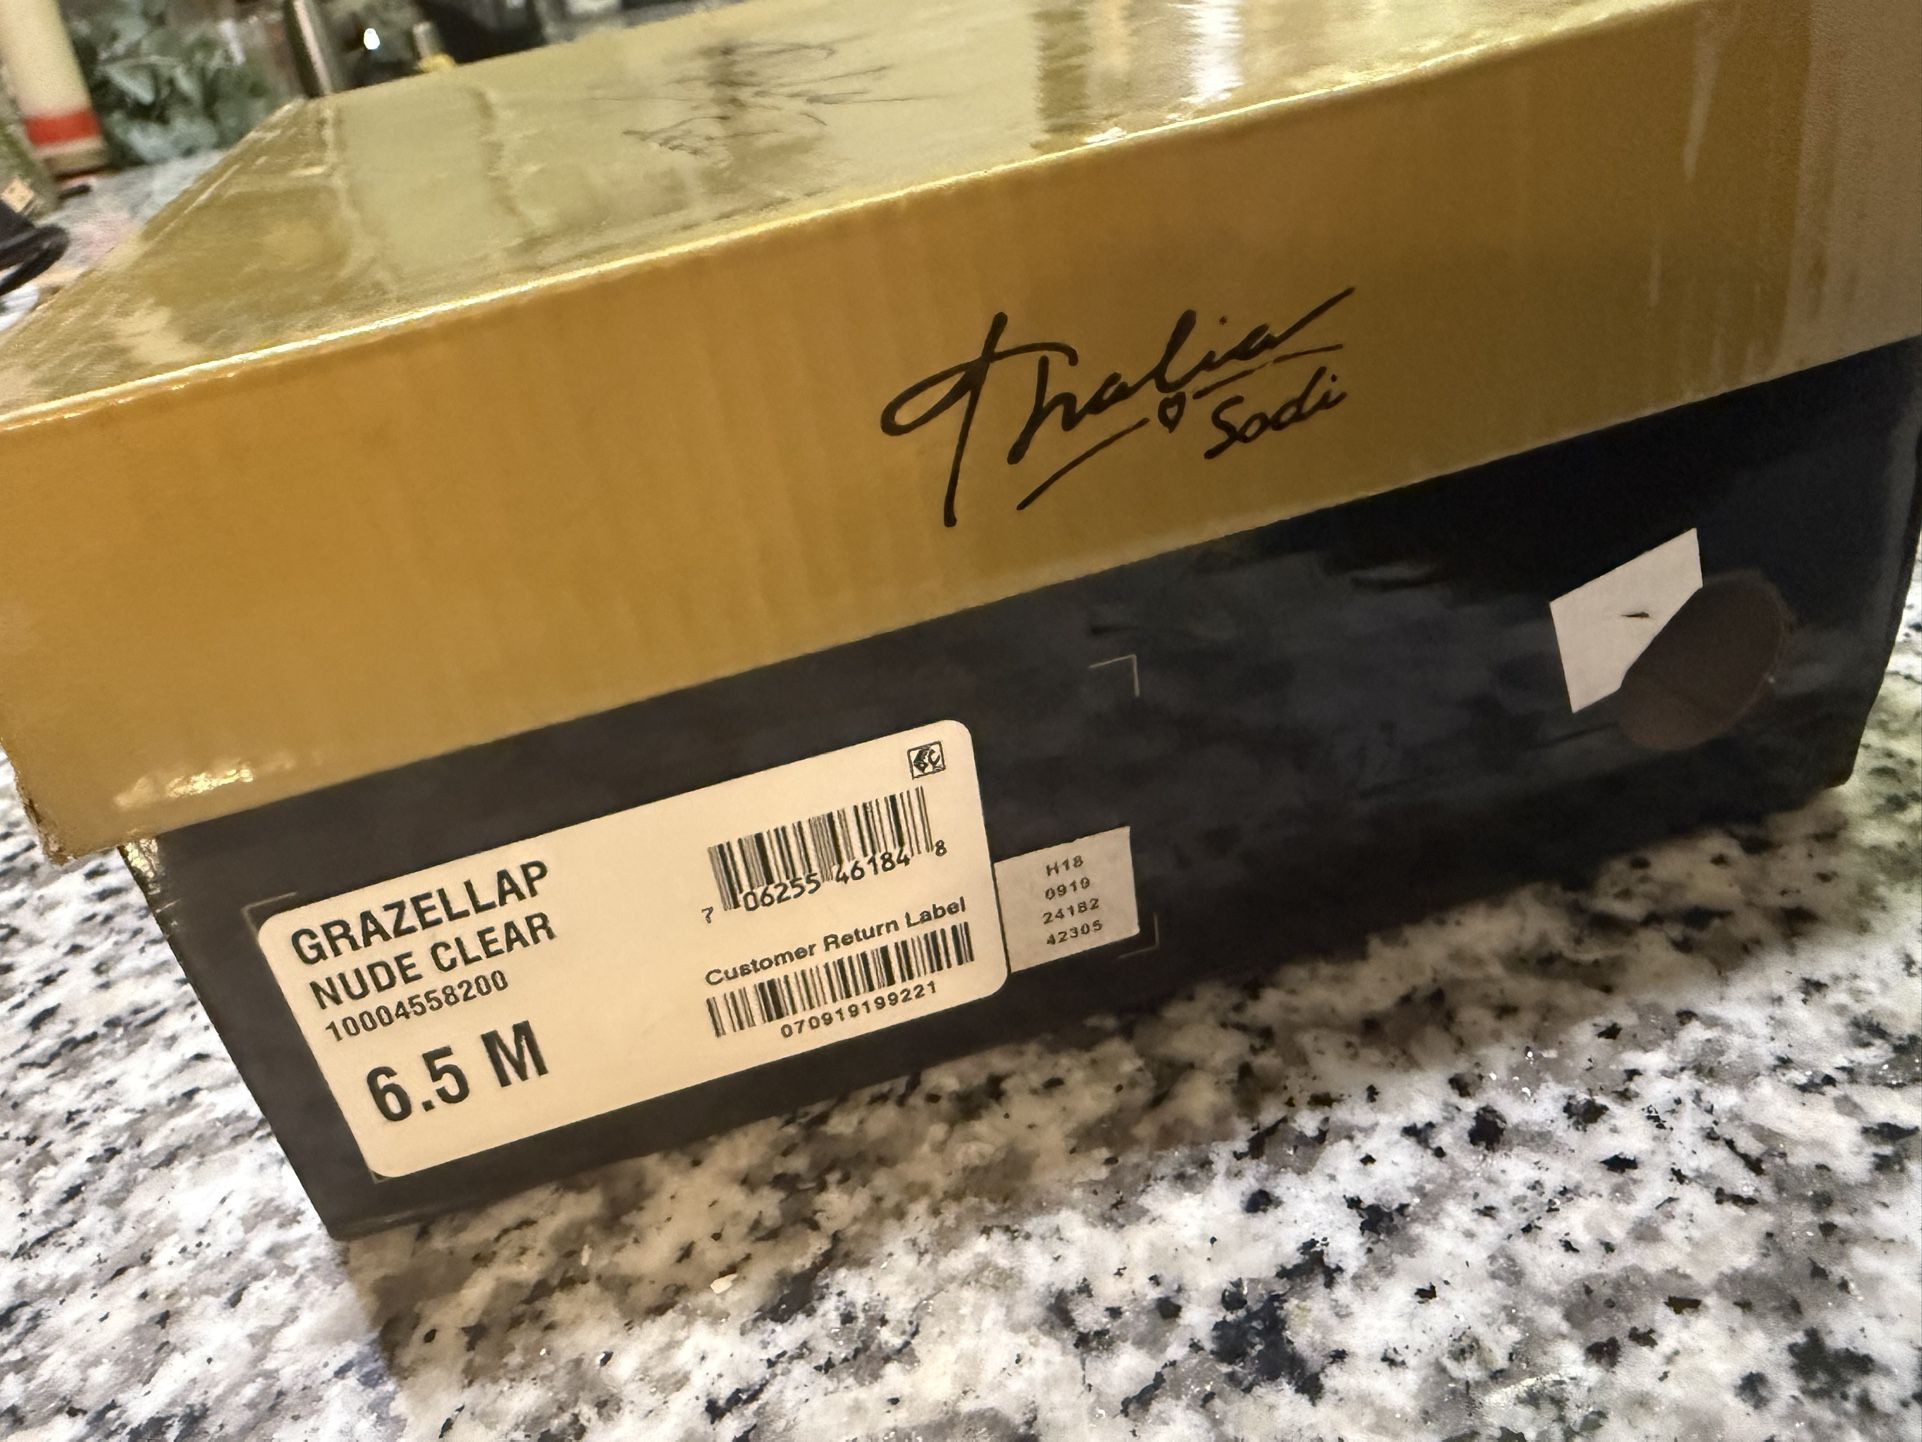 Thalia
Sodi
GRAZELLAP
NUDE CLEAR
10004558200
6.5 M
7 06255 46184 8
Customer Return Label
070919199221
H18
0919
24182
42305